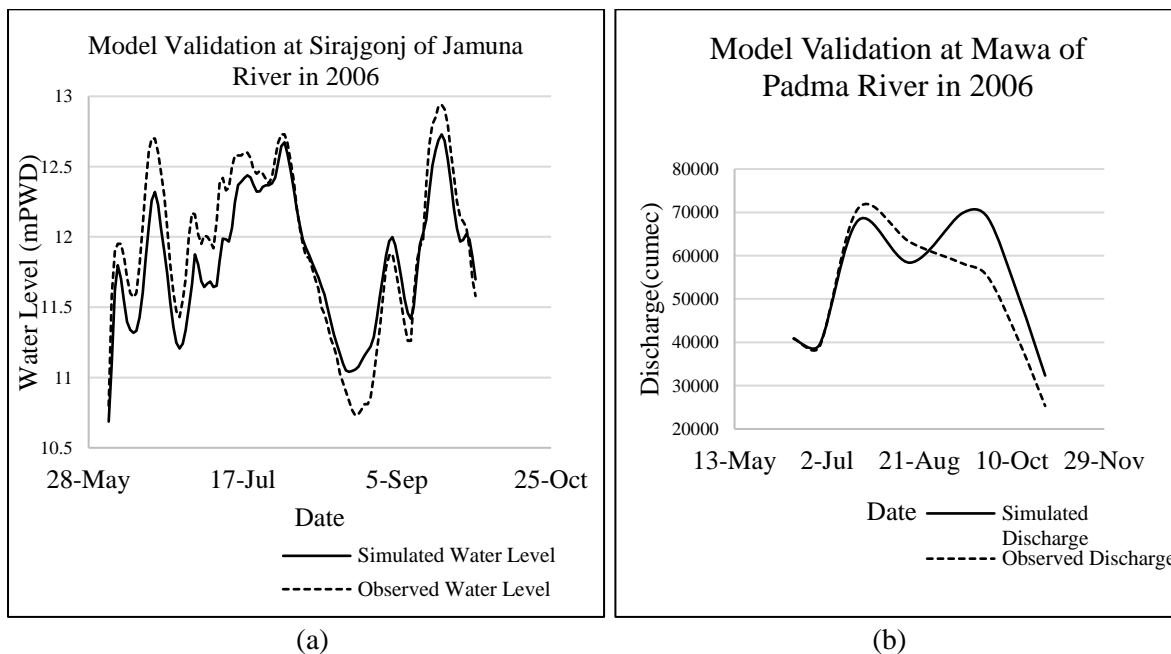 Model Validation at Sirajgonj of Jamuna
River in 2006
Water Level (mPWD)
13
12.5
12
11.5
11
10.5
28-May
17-Jul
5-Sep
25-Oct
Date
Simulated Water Level
Observed Water Level
(a)
Model Validation at Mawa of
Padma River in 2006
Discharge(cumec)
80000
70000
60000
50000
40000
30000
20000
13-May
2-Jul
21-Aug
10-Oct
29-Nov
Date
Simulated
Discharge
Observed Discharge
(b)